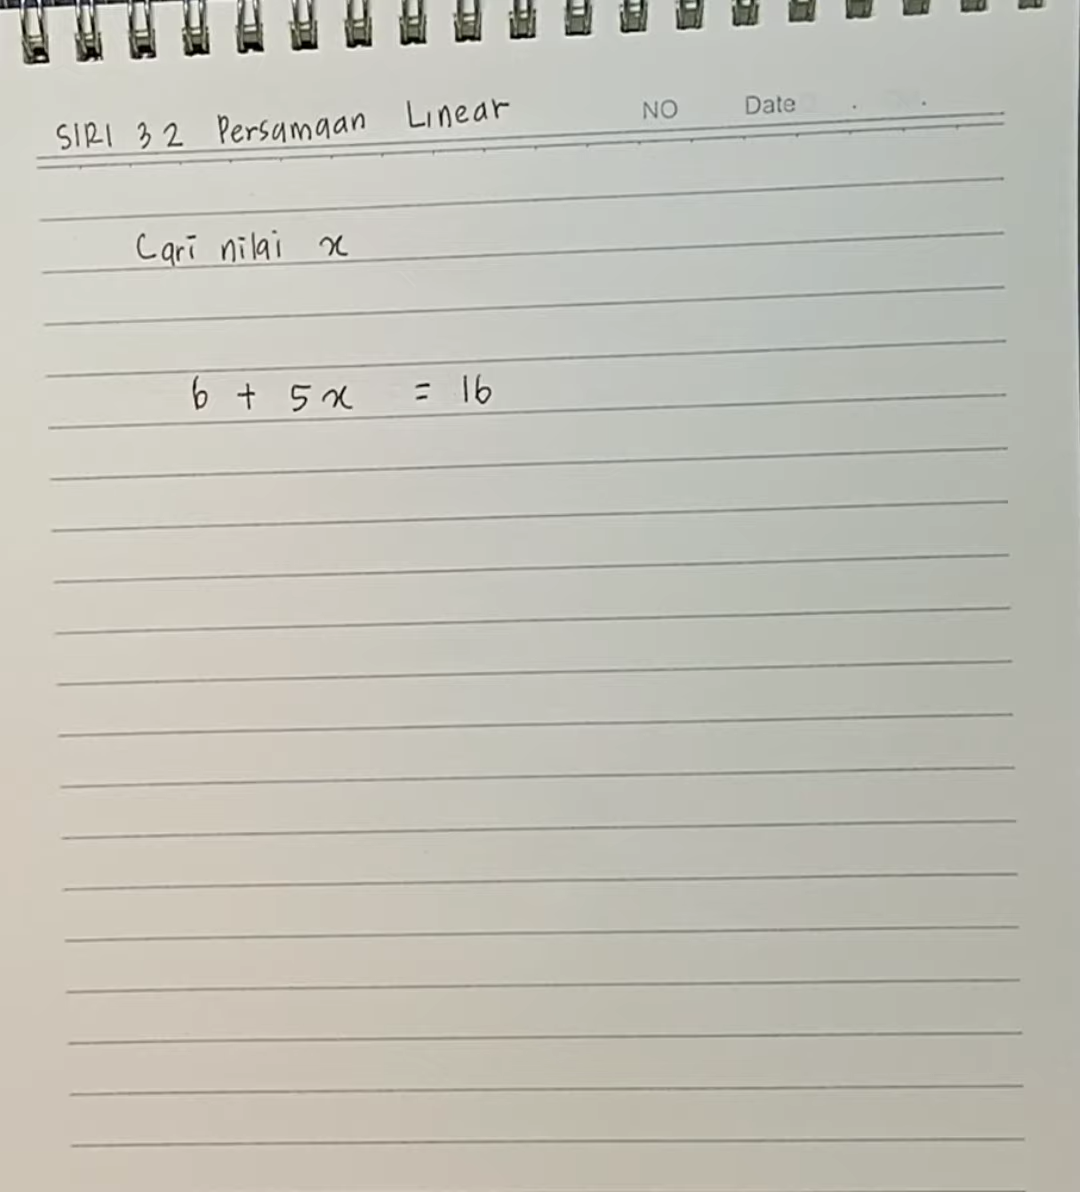 SIRI 32 Persamaan Linear NO Date . .
Cari nilai x
6 + 5x = 16